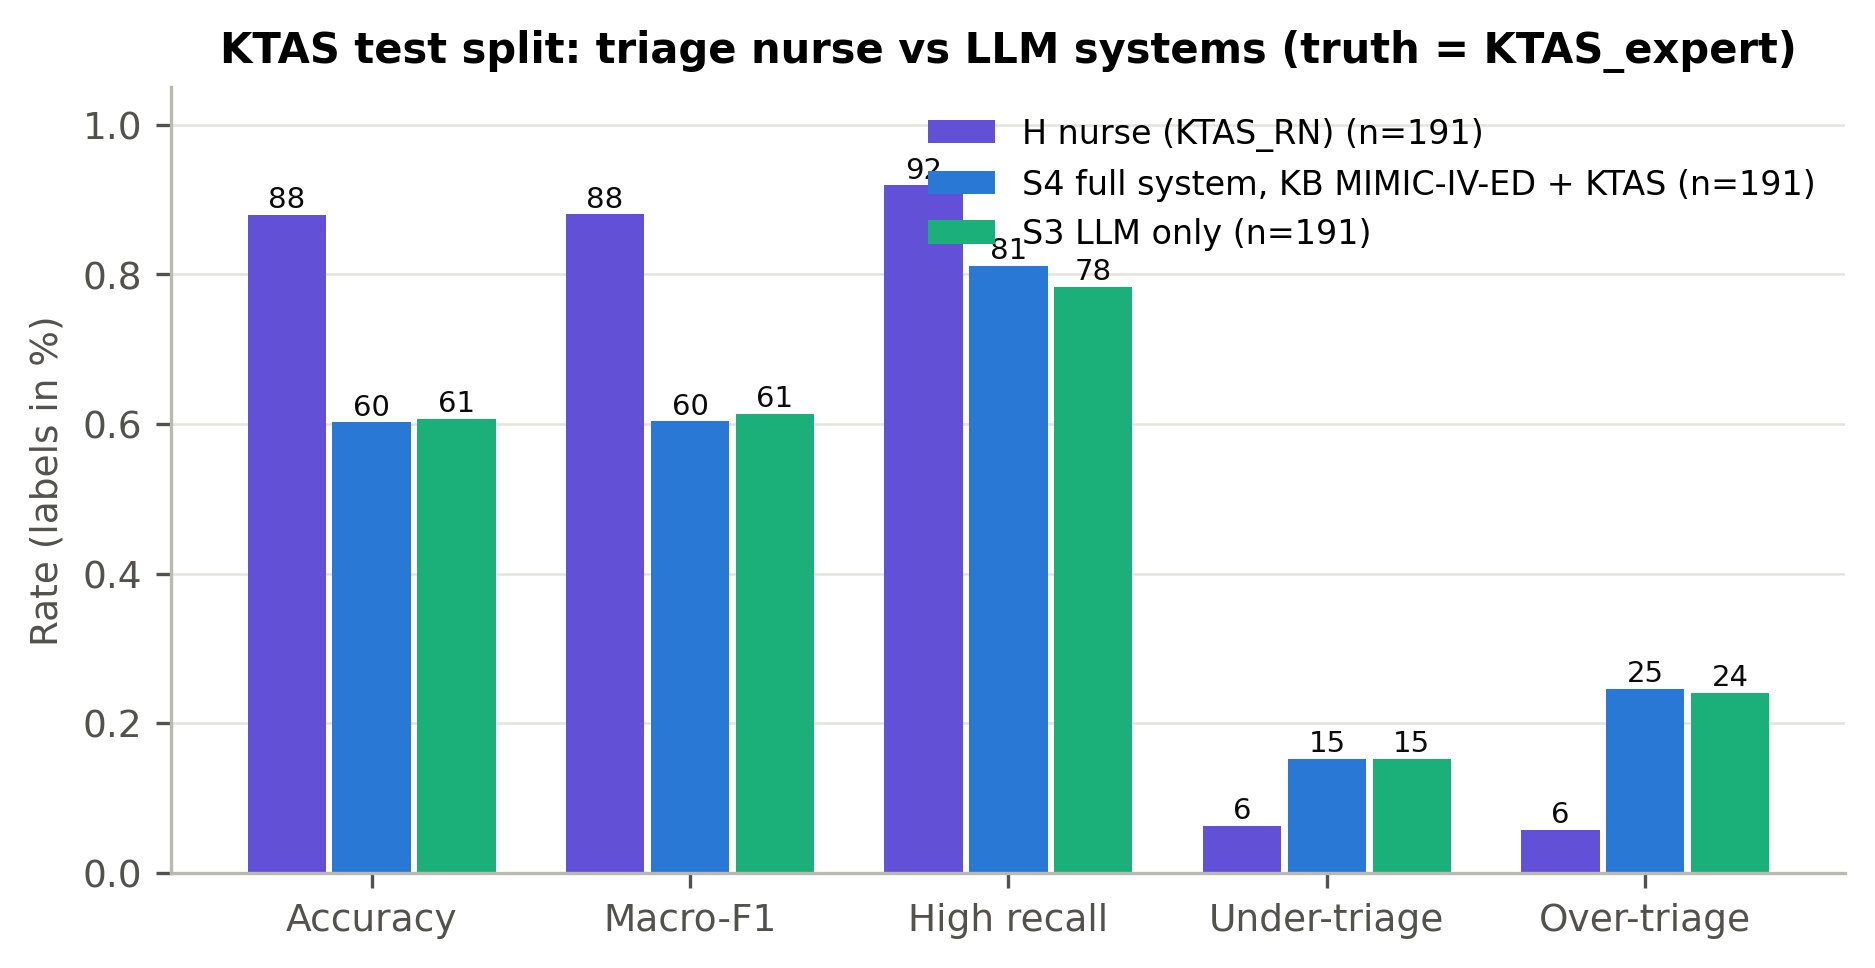 KTAS test split: triage nurse vs LLM systems (truth = KTAS_expert)
Rate (labels in %)
1.0
0.8
0.6
0.4
0.2
0.0
H nurse (KTAS_RN) (n=191)
S4 full system, KB MIMIC-IV-ED + KTAS (n=191)
S3 LLM only (n=191)
88
60
61
88
60
61
92
81
78
6
15
15
6
25
24
Accuracy
Macro-F1
High recall
Under-triage
Over-triage